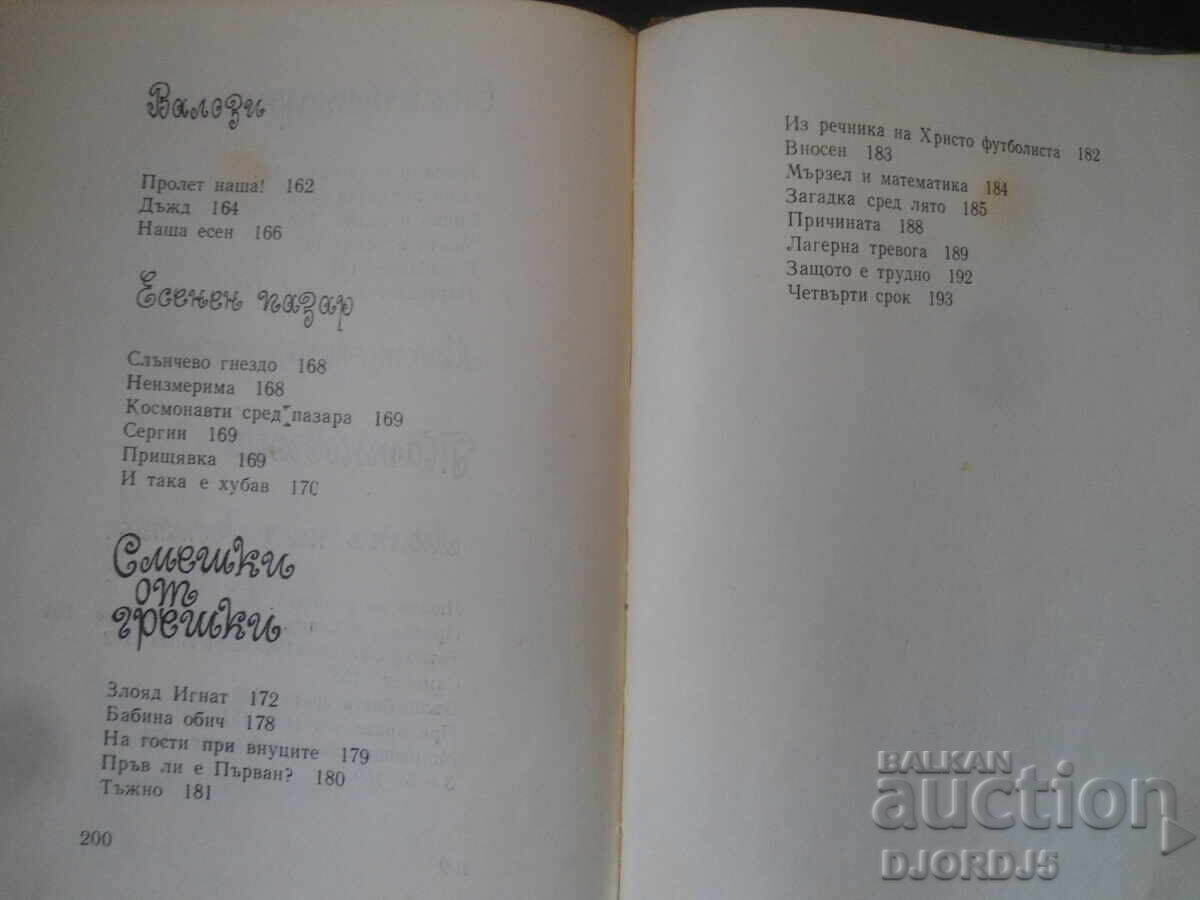 Валози
Пролет наша! 162
Дъжд 164
Наша есен 166
Есенен пазар
Слънчево гнездо 168
Неизмерима 168
Космонавти сред пазара 169
Сергии 169
Прищявка 169
И така е хубав 170
Смешки
от
грешки
Злояд Игнат 172
Бабина обич 178
На гости при внуците 179
Пръв ли е Първан? 180
Тъжно 181
200
Из речника на Христо футболиста 182
Вносен 183
Мързел и математика 184
Загадка сред лято 185
Причината 188
Лагерна тревога 189
Защото е трудно 192
Четвърти срок 193
BALKAN
auction
DJORDJ5